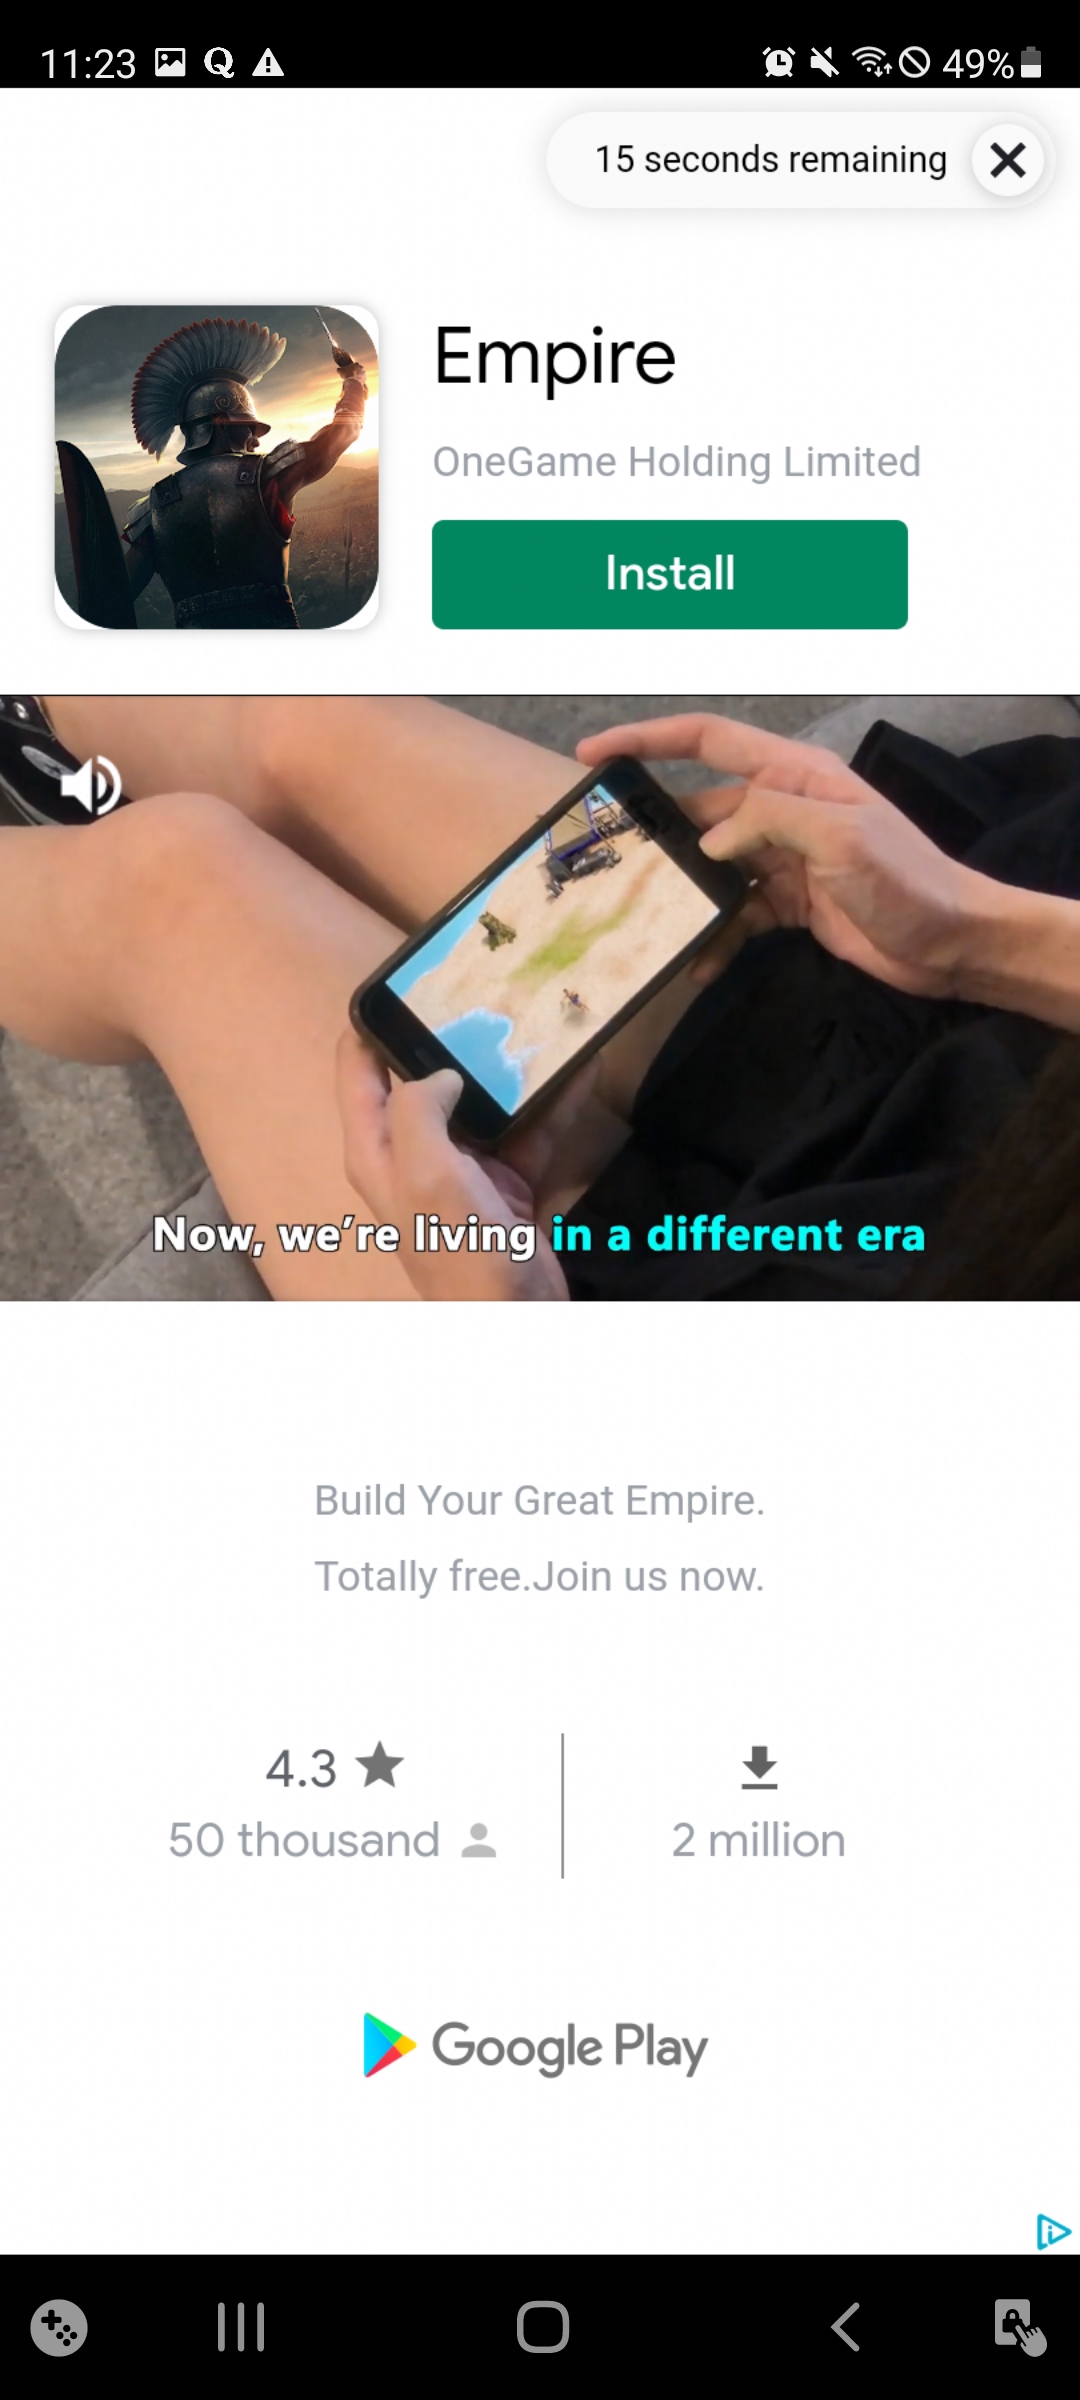 11:23
49%
15 seconds remaining
Empire
OneGame Holding Limited
Install
Now, we're living in a different era
Build Your Great Empire.
Totally free.Join us now.
4.3
50 thousand
2 million
Google Play